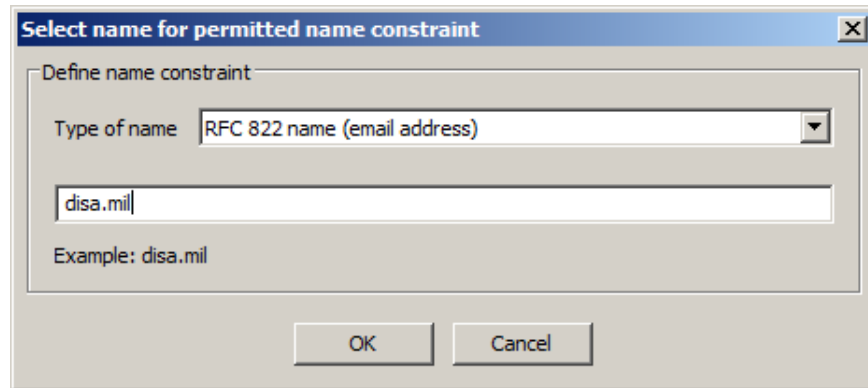 Select name for permitted name constraint
Define name constraint
Type of name RFC 822 name (email address)
disa.mil
Example: disa.mil
OK Cancel